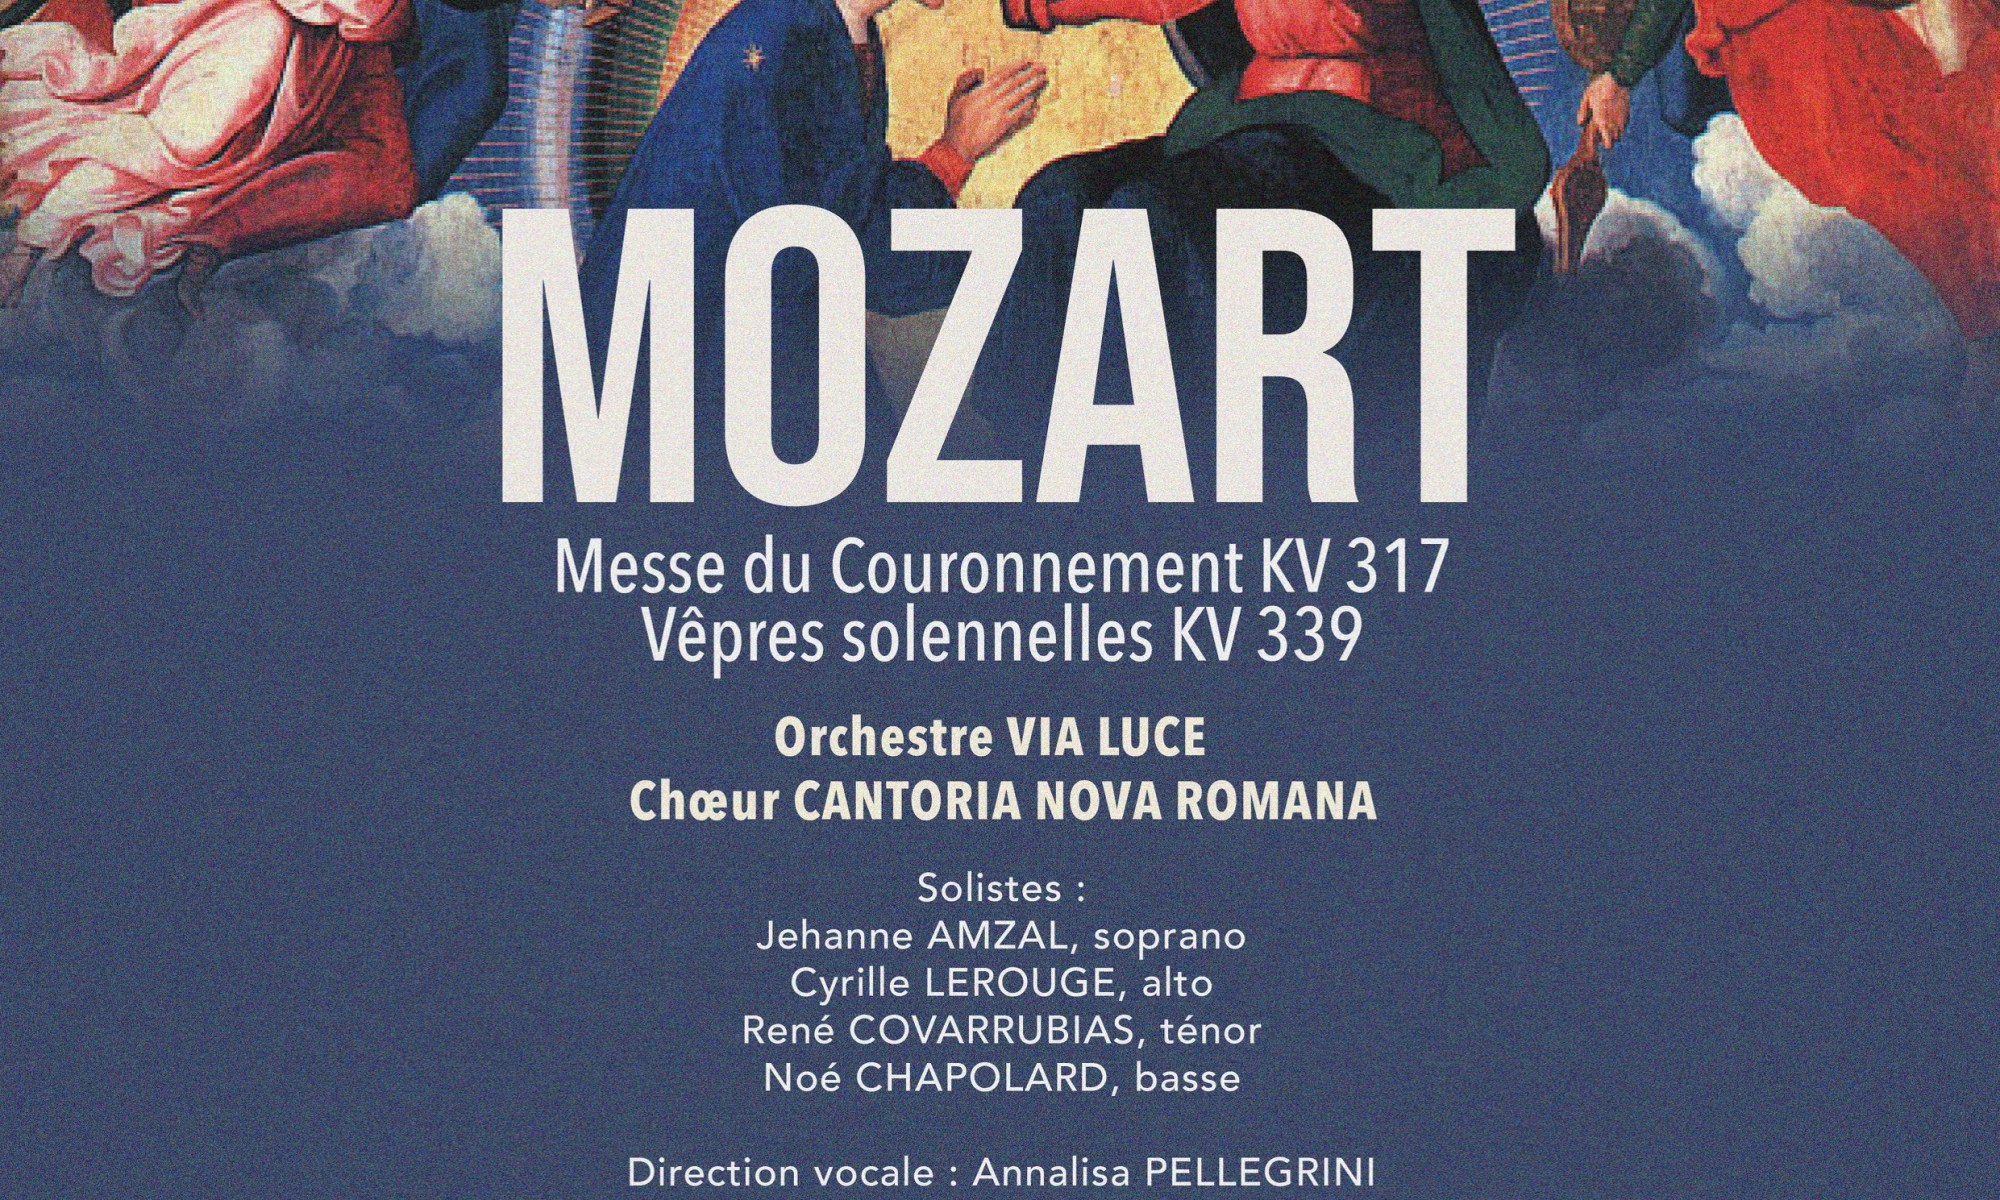 MOZART
Messe du Couronnement KV 317
Vêpres solennelles KV 339
Orchestre VIA LUCE
Chœur CANTORIA NOVA ROMANA
Solistes :
Jehanne AMZAL, soprano
Cyrille LEROUGE, alto
René COVARRUBIAS, ténor
Noé CHAPOLARD, basse
Direction vocale : Annalisa PELLEGRINI